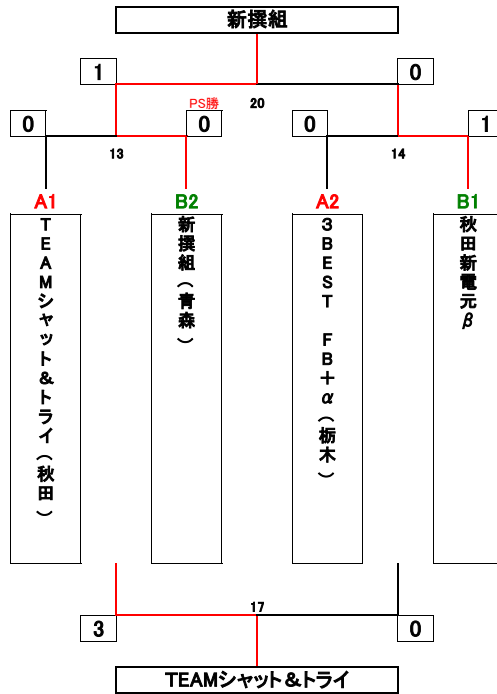 新撰組
1
0
PS勝
20
0
0
0
1
13
14
A1
B2
A2
B1
TEAMシャット&トライ(秋田)
新撰組(青森)
3BEST FB+α(栃木)
秋田新電元β
17
3
0
TEAMシャット&トライ